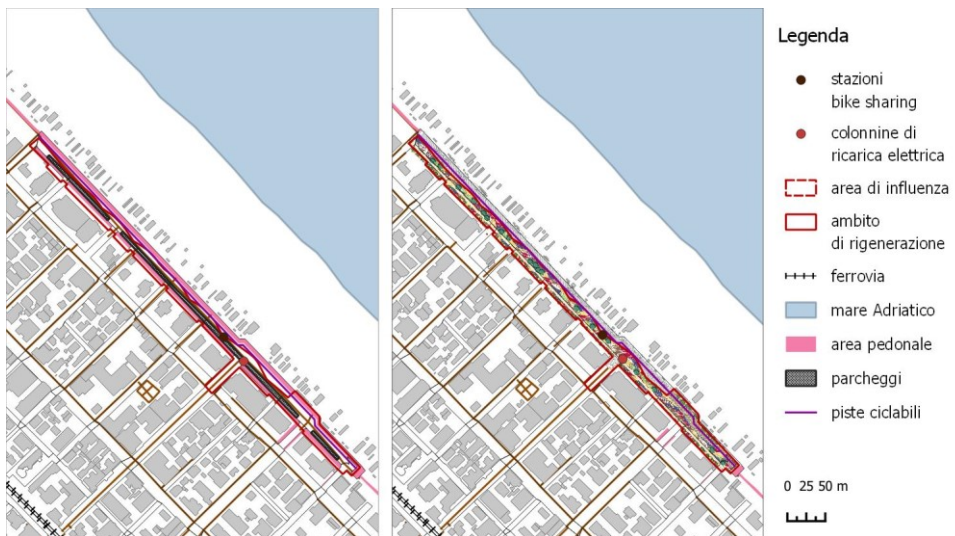 Legenda
stazioni
bike sharing
colonnine di
ricarica elettrica
area di influenza
ambito
di rigenerazione
ferrovia
mare Adriatico
area pedonale
parcheggi
piste ciclabili
0 25 50 m